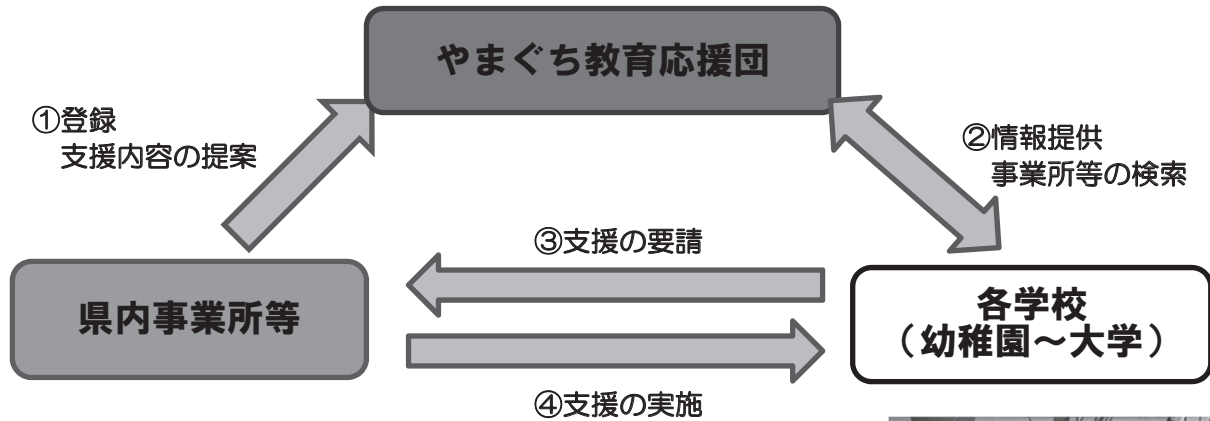 やまぐち教育応援団
①登録
支援内容の提案
②情報提供
事業所等の検索
③支援の要請
県内事業所等
各学校
（幼稚園～大学）
④支援の実施